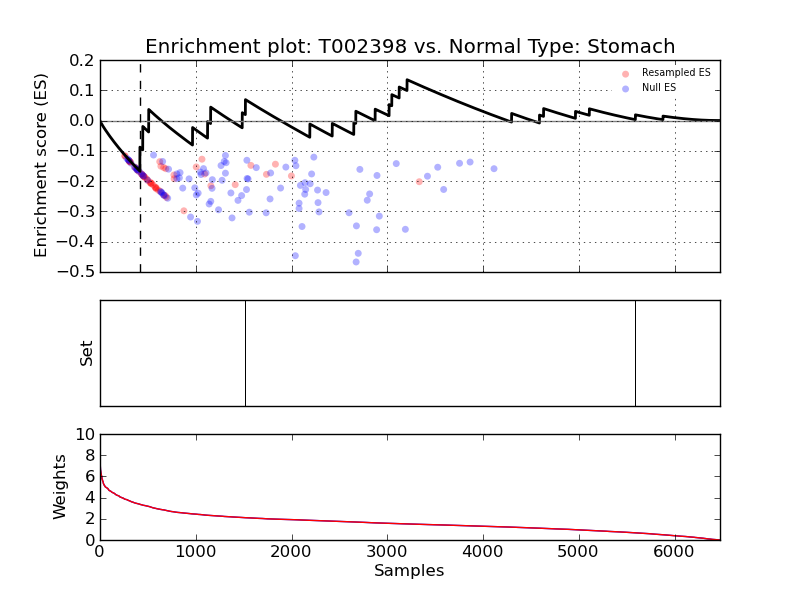 Enrichment plot: T002398 vs. Normal Type: Stomach
Enrichment score (ES)
0.2
0.1
0.0
−0.1
−0.2
−0.3
−0.4
−0.5
Resampled ES
Null ES
Set
Weights
10
8
6
4
2
0
0 1000 2000 3000 4000 5000 6000
Samples